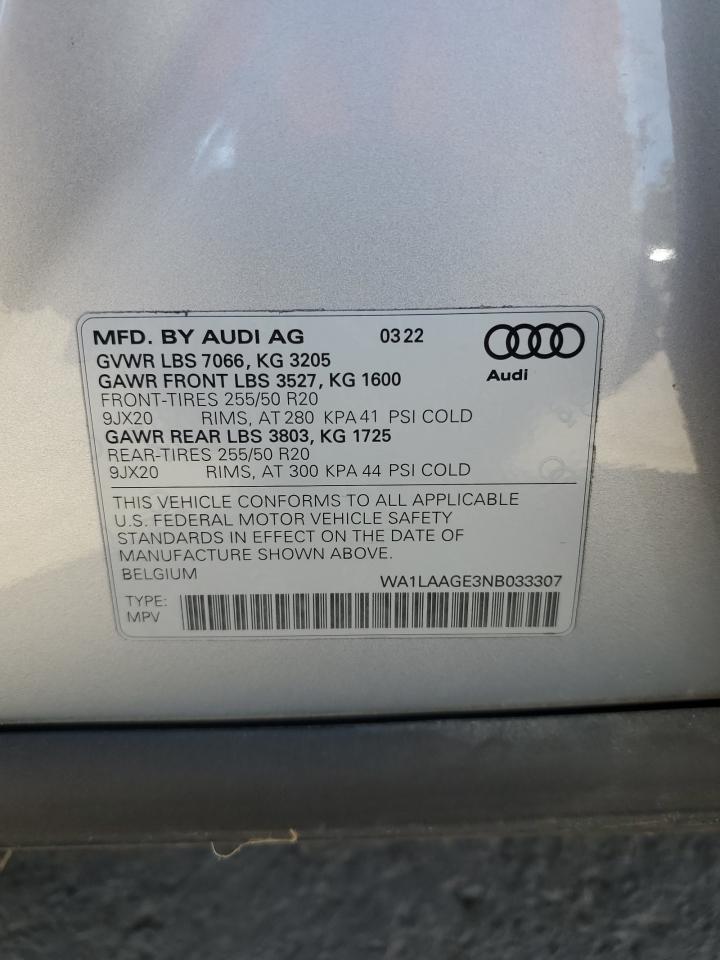 MFD. BY AUDI AG 03 22
GVWR LBS 7066, KG 3205
GAWR FRONT LBS 3527, KG 1600
Audi
FRONT-TIRES 255/50 R20
9JX20 RIMS, AT 280 KPA 41 PSI COLD
GAWR REAR LBS 3803, KG 1725
REAR-TIRES 255/50 R20
9JX20 RIMS, AT 300 KPA 44 PSI COLD
THIS VEHICLE CONFORMS TO ALL APPLICABLE
U.S. FEDERAL MOTOR VEHICLE SAFETY
STANDARDS IN EFFECT ON THE DATE OF
MANUFACTURE SHOWN ABOVE.
BELGIUM WA1LAAGE3NB033307
TYPE:
MPV